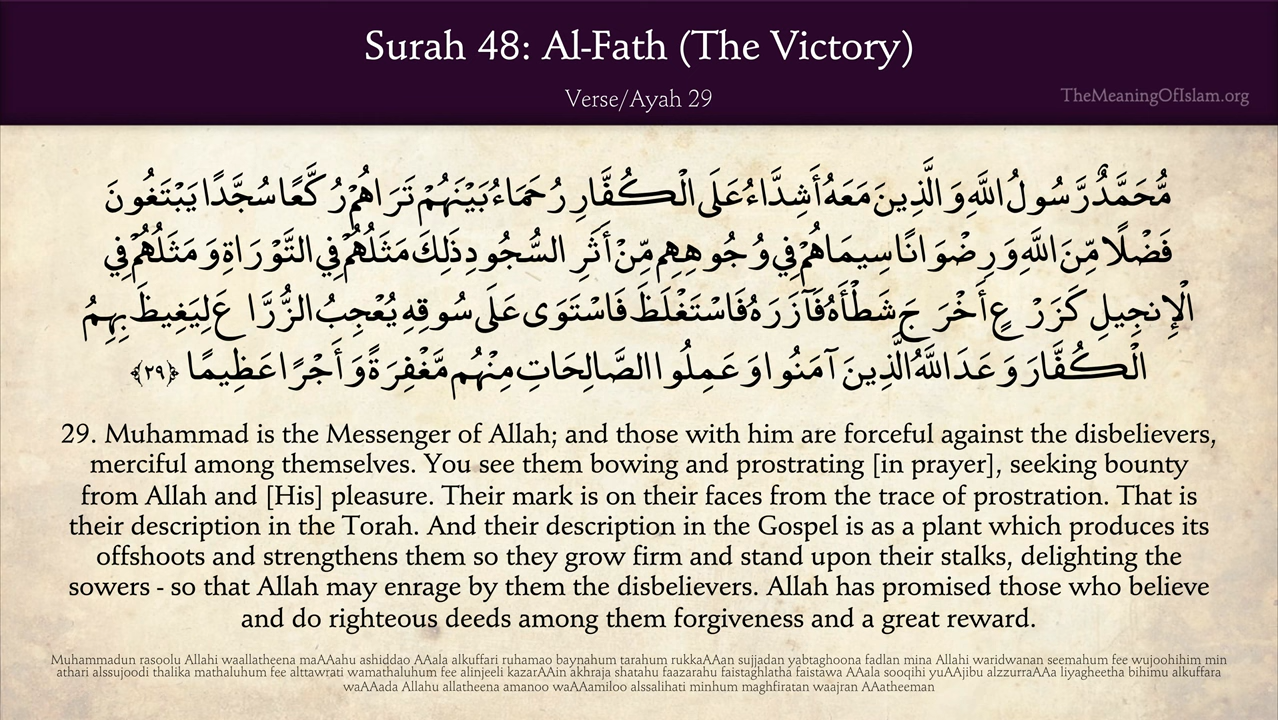 Surah 48: Al-Fath (The Victory)
Verse/Ayah 29
TheMeaningOfIslam.org
مُّحَمَّدٌ رَّسُولُ اللَّهِ وَالَّذِينَ مَعَهُ أَشِدَّاءُ عَلَى الْكُفَّارِ رُحَمَاءُ بَيْنَهُمْ تَرَاهُمْ رُكَّعًا سُجَّدًا يَبْتَغُونَ
فَضْلًا مِّنَ اللَّهِ وَرِضْوَانًا سِيمَاهُمْ فِي وُجُوهِهِم مِّنْ أَثَرِ السُّجُودِ ذَلِكَ مَثَلُهُمْ فِي التَّوْرَاةِ وَمَثَلُهُمْ فِي
الْإِنجِيلِ كَزَرْعٍ أَخْرَجَ شَطْأَهُ فَآزَرَهُ فَاسْتَغْلَظَ فَاسْتَوَى عَلَى سُوقِهِ يُعْجِبُ الزُّرَّاعَ لِيَغِيظَ بِهِمُ
الْكُفَّارَ وَعَدَ اللَّهُ الَّذِينَ آمَنُوا وَعَمِلُوا الصَّالِحَاتِ مِنْهُم مَّغْفِرَةً وَأَجْرًا عَظِيمًا ﴿٢٩﴾
29. Muhammad is the Messenger of Allah; and those with him are forceful against the disbelievers,
merciful among themselves. You see them bowing and prostrating [in prayer], seeking bounty
from Allah and [His] pleasure. Their mark is on their faces from the trace of prostration. That is
their description in the Torah. And their description in the Gospel is as a plant which produces its
offshoots and strengthens them so they grow firm and stand upon their stalks, delighting the
sowers - so that Allah may enrage by them the disbelievers. Allah has promised those who believe
and do righteous deeds among them forgiveness and a great reward.
Muhammadun rasoolu Allahi waallatheena maAAahu ashiddao AAala alkuffari ruhamao baynahum tarahum rukkaAAan sujjadan yabtaghoona fadlan mina Allahi waridwanan seemahum fee wujoohihim min
athari alssujoodi thalika mathaluhum fee alttawrati wamathaluhum fee alinjeeli kazarAAin akhraja shatahu faazarahu faistaghlatha faistawa AAala sooqihi yuAAjibu alzzurraAAa liyagheetha bihimu alkuffara
waAAada Allahu allatheena amanoo waAAamiloo alssalihati minhum maghfiratan waajran AAatheeman